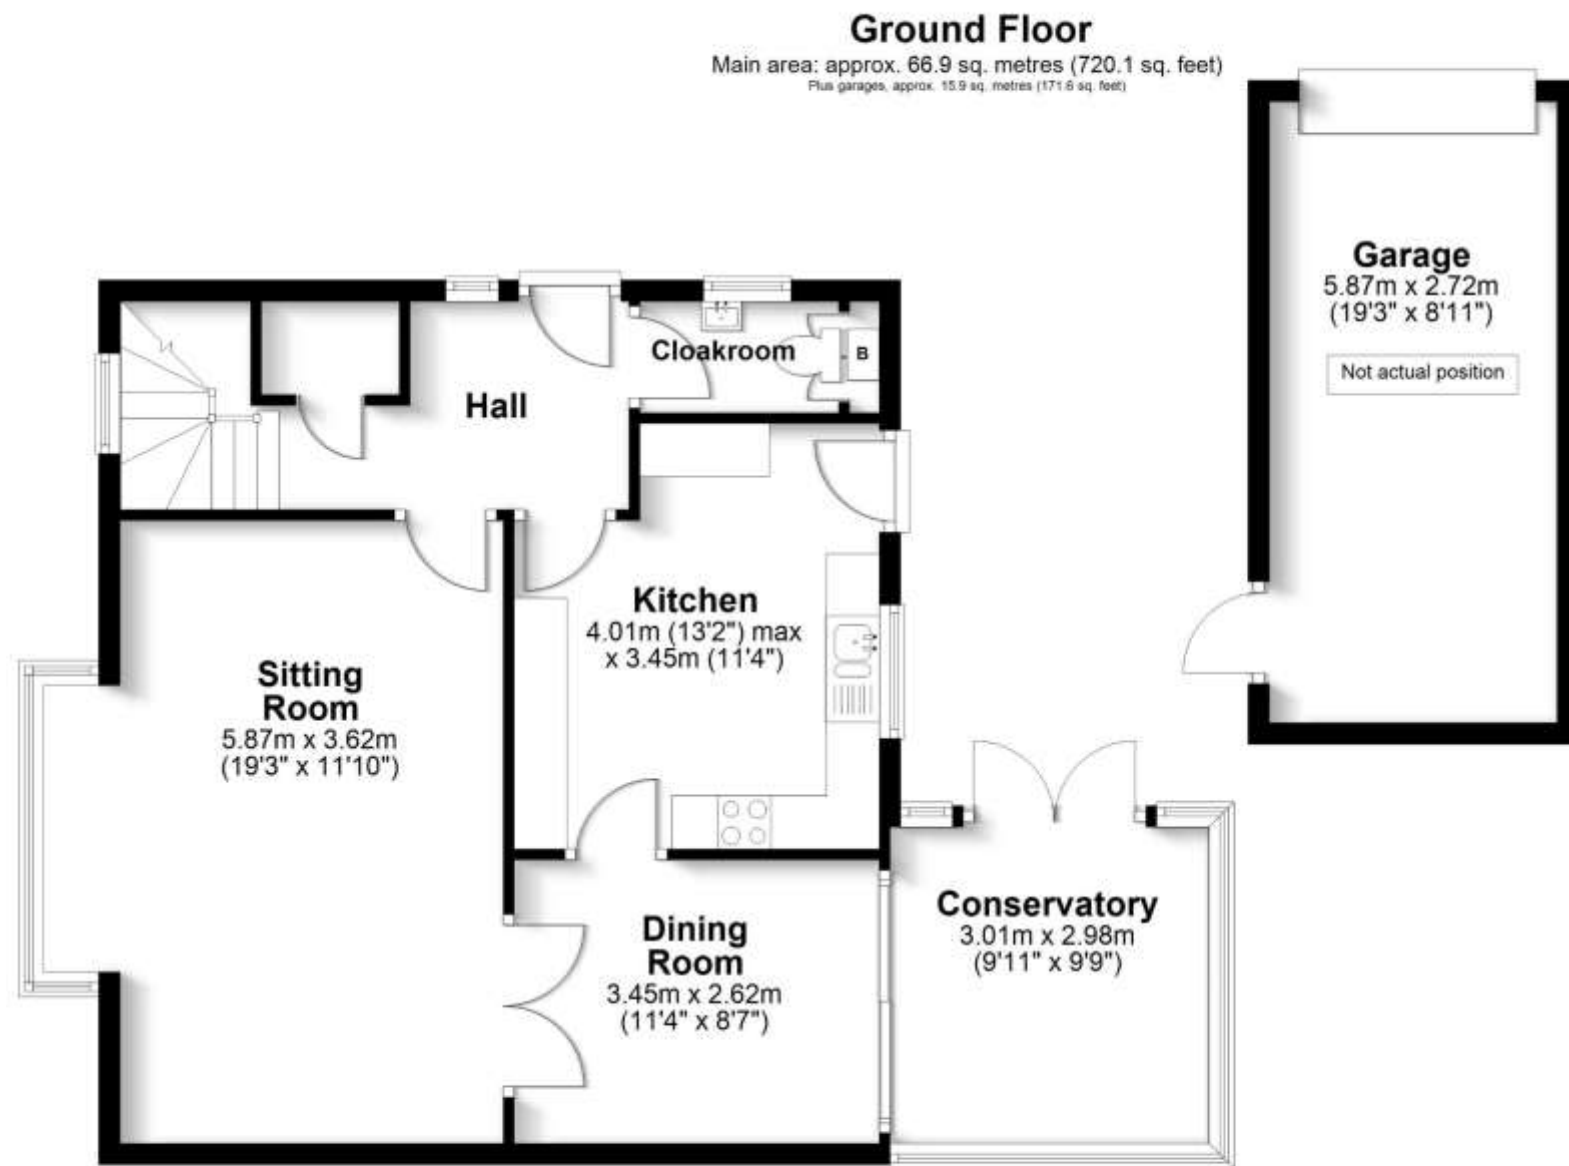 Ground Floor
Main area: approx. 66.9 sq. metres (720.1 sq. feet)
Plus garages, approx. 15.9 sq. metres (171.6 sq. feet)
Garage
5.87m x 2.72m
(19'3" x 8'11")
Not actual position
Cloakroom
B
Hall
Kitchen
4.01m (13'2") max
x 3.45m (11'4")
Sitting
Room
5.87m x 3.62m
(19'3" x 11'10")
Dining
Room
3.45m x 2.62m
(11'4" x 8'7")
Conservatory
3.01m x 2.98m
(9'11" x 9'9")